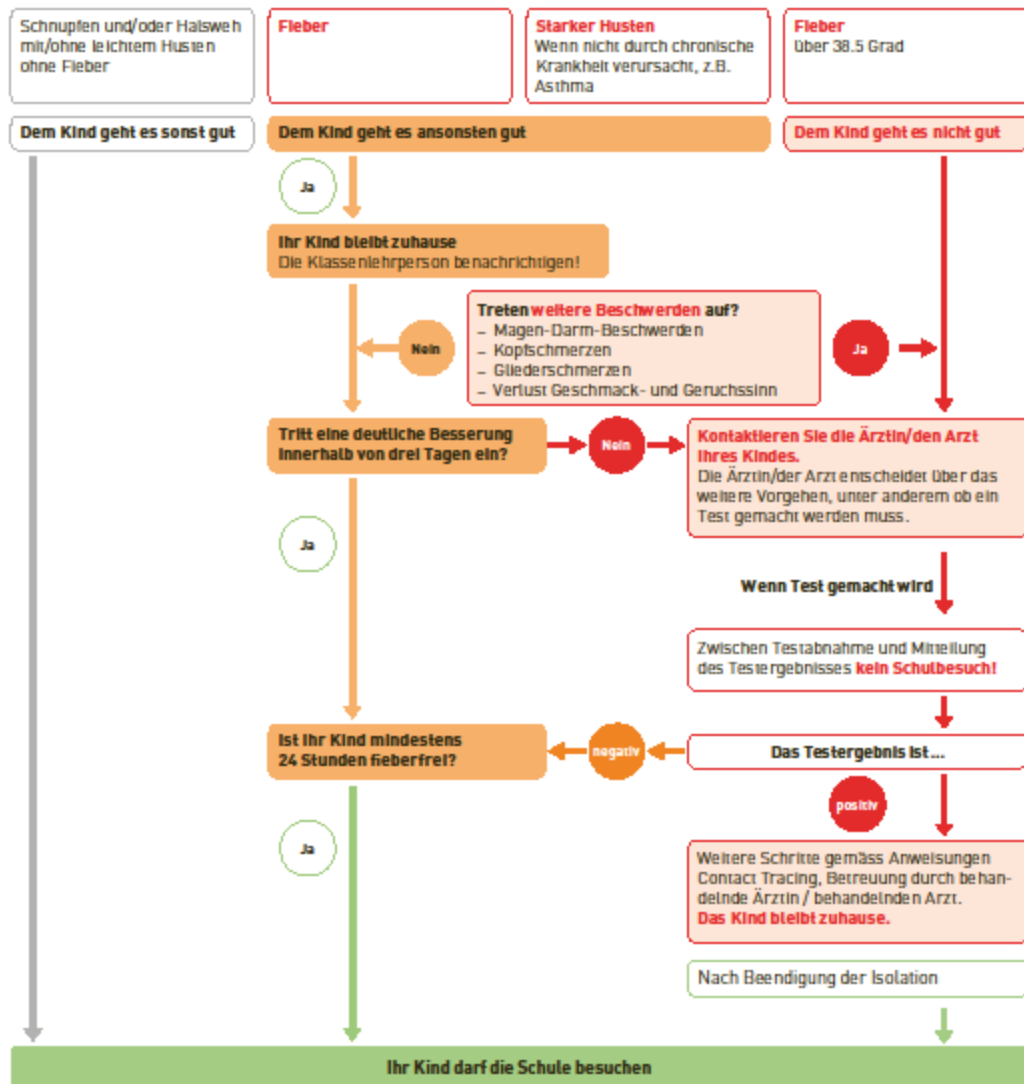 Schnupfen und/oder Halsweh
mit/ohne leichtem Husten
ohne Fieber
Fieber
Starker Husten
Wenn nicht durch chronische
Krankheit verursacht, z.B.
Asthma
Fieber
über 38.5 Grad
Dem Kind geht es sonst gut
Dem Kind geht es ansonsten gut
Dem Kind geht es nicht gut
Ja
Ihr Kind bleibt zuhause
Die Klassenlehrperson benachrichtigen!
Treten weitere Beschwerden auf?
– Magen-Darm-Beschwerden
– Kopfschmerzen
– Gliederschmerzen
– Verlust Geschmack- und Geruchssinn
Nein
Ja
Tritt eine deutliche Besserung
innerhalb von drei Tagen ein?
Nein
Kontaktieren Sie die Ärztin/den Arzt
Ihres Kindes.
Die Ärztin/der Arzt entscheidet über das
weitere Vorgehen, unter anderem ob ein
Test gemacht werden muss.
Ja
Wenn Test gemacht wird
Zwischen Testabnahme und Mitteilung
des Testergebnisses kein Schulbesuch!
Ist Ihr Kind mindestens
24 Stunden fieberfrei?
negativ
Das Testergebnis ist ...
positiv
Ja
Weitere Schritte gemäss Anweisungen
Contact Tracing, Betreuung durch behan-
delnde Ärztin / behandelnden Arzt.
Das Kind bleibt zuhause.
Nach Beendigung der Isolation
Ihr Kind darf die Schule besuchen